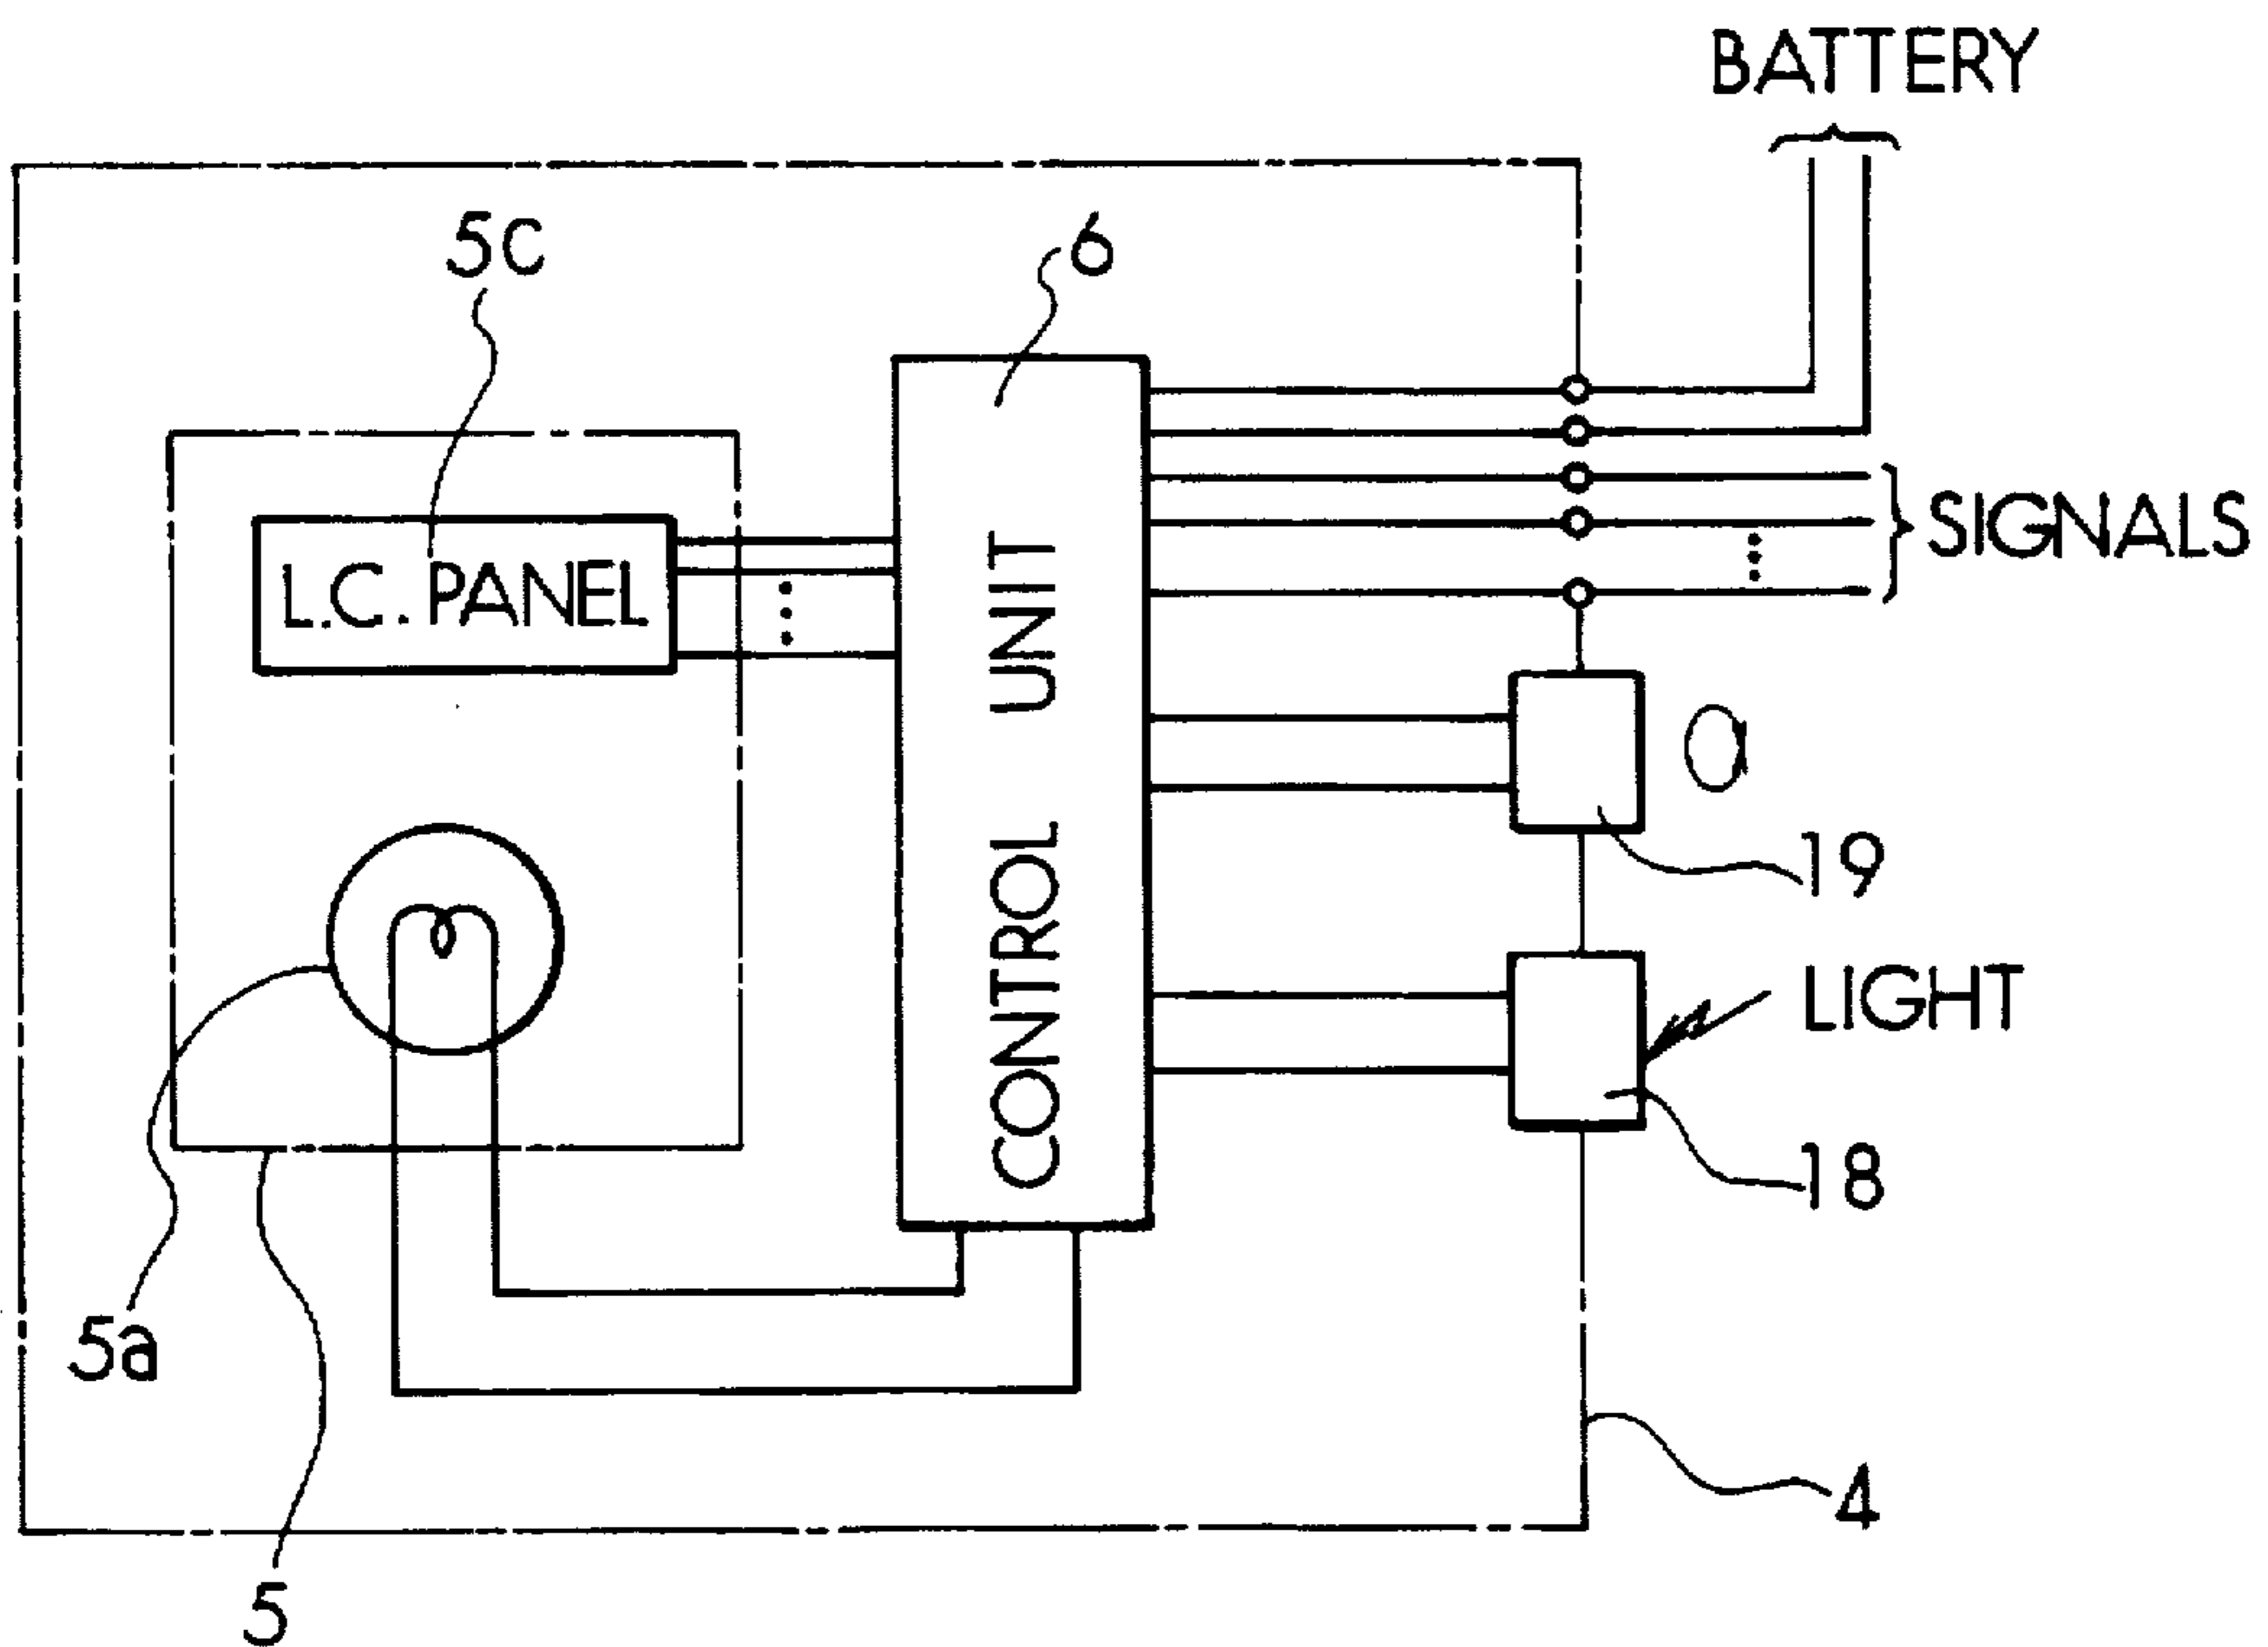 BATTERY
5C
6
L.C. PANEL
SIGNALS
CONTROL UNIT
a
19
LIGHT
18
5a
4
5